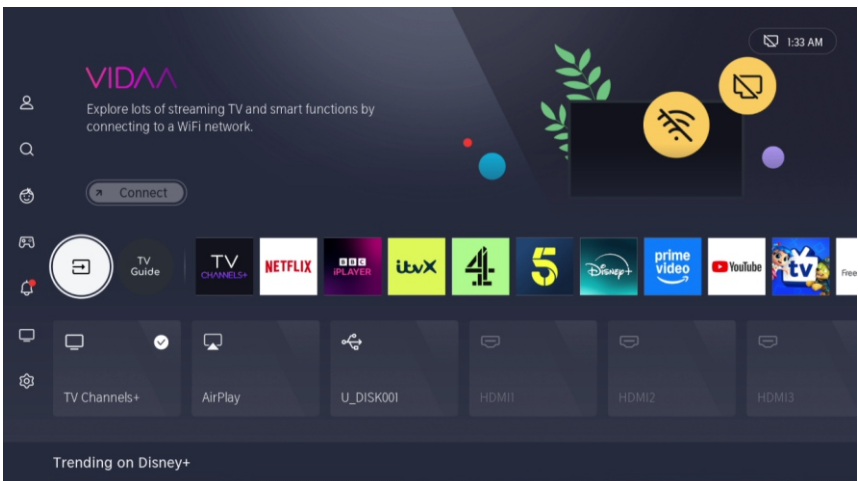 1:33 AM
VIDAA
Explore lots of streaming TV and smart functions by
connecting to a WiFi network.
Connect
TV
Guide
TV
CHANNELS+
NETFLIX
BBC
iPLAYER
itvX
4
5
Disney+
prime
video
YouTube
tv
Free
TV Channels+
AirPlay
U_DISK001
HDMI1
HDMI2
HDMI3
Trending on Disney+